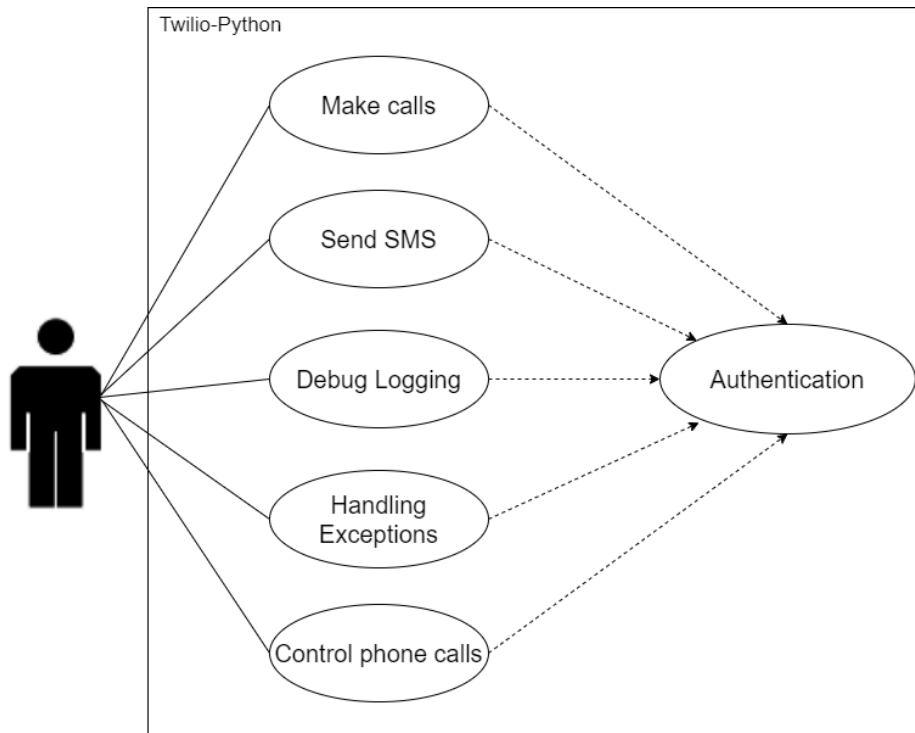 Twilio-Python
Make calls
Send SMS
Debug Logging
Authentication
Handling
Exceptions
Control phone calls